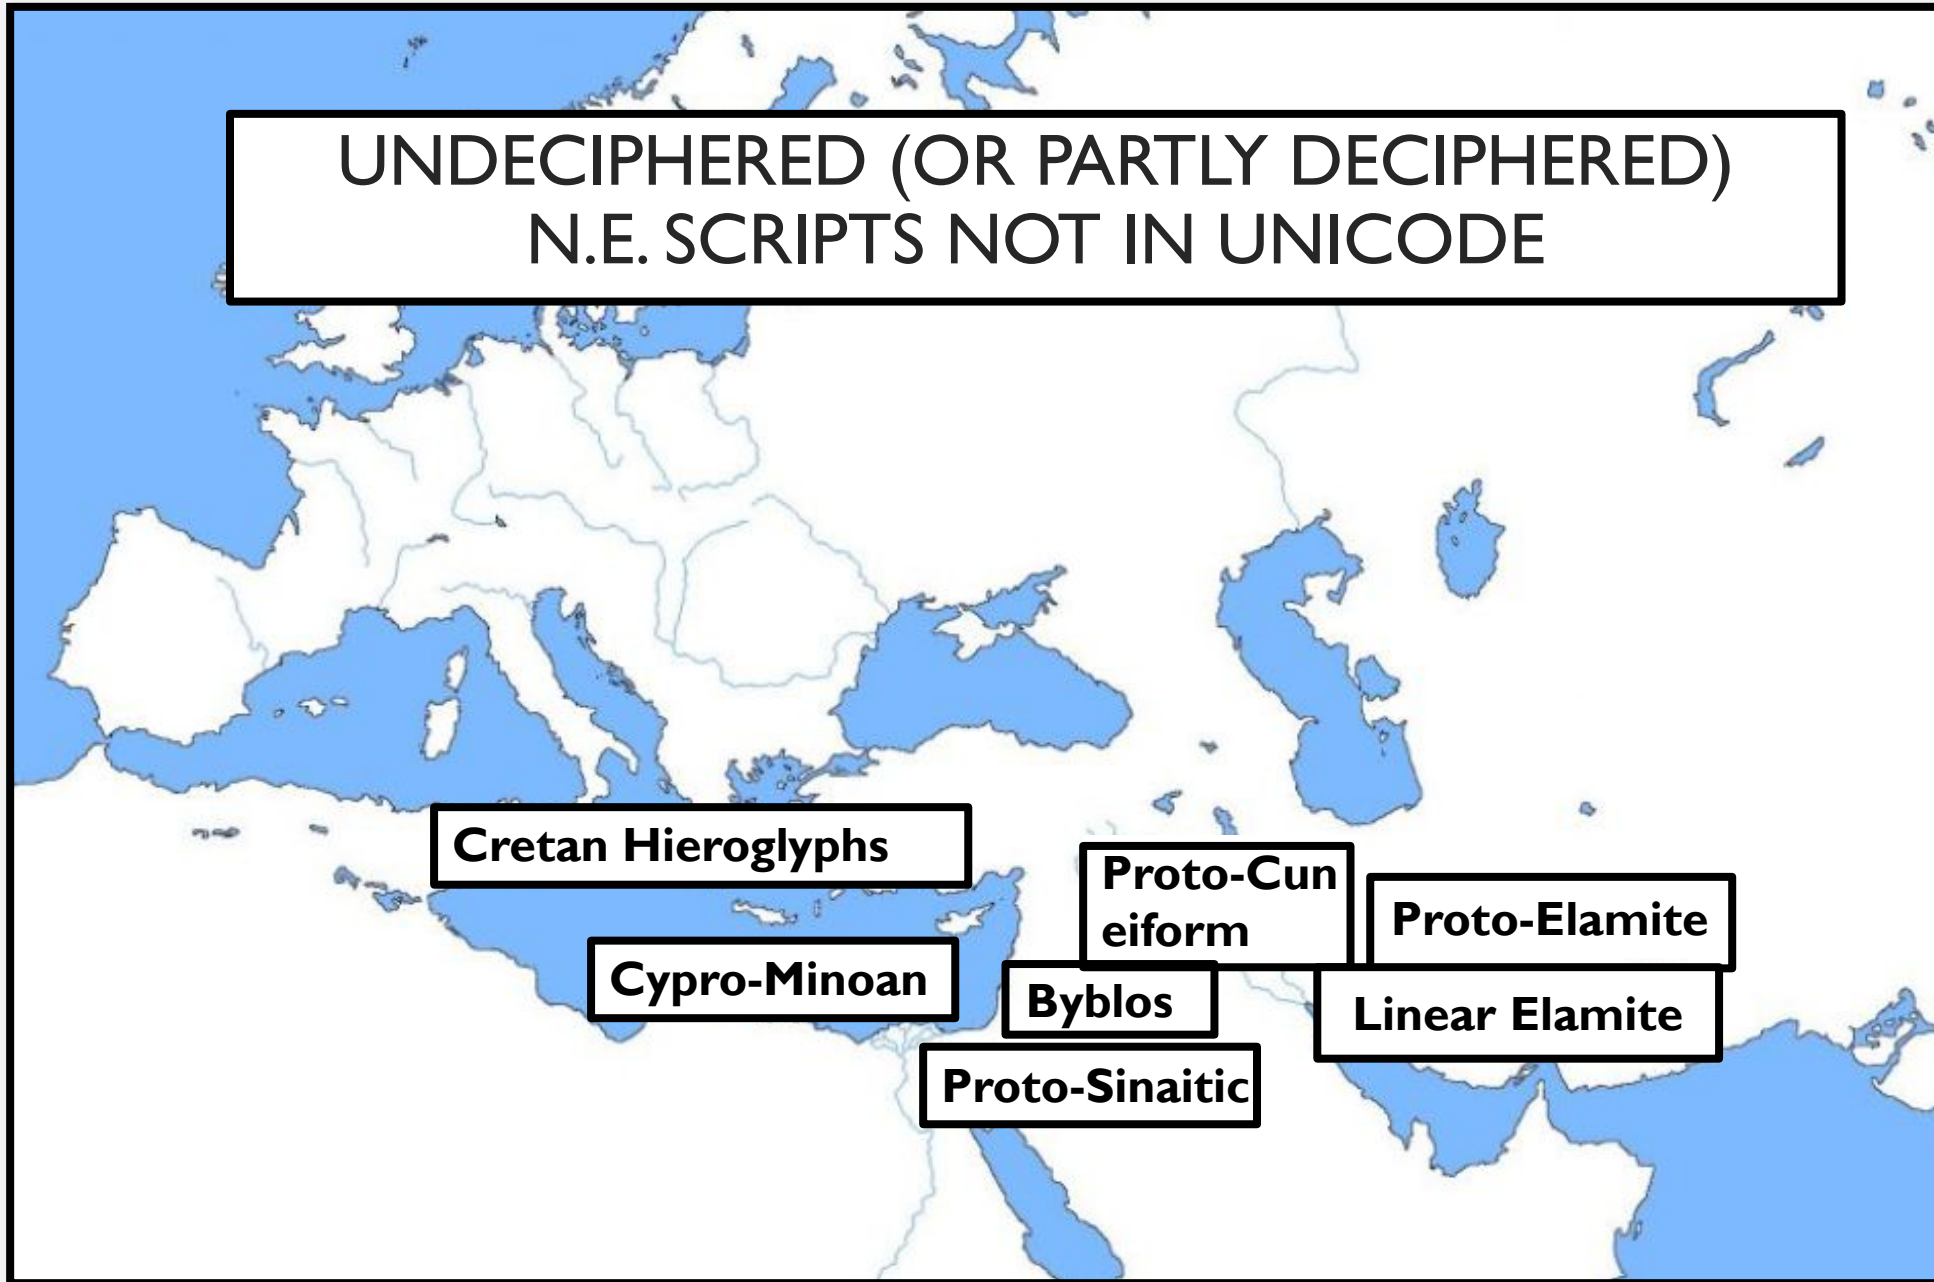 UNDECIPHERED (OR PARTLY DECIPHERED)
N.E. SCRIPTS NOT IN UNICODE
Cretan Hieroglyphs
Proto-Cun
eiform
Proto-Elamite
Cypro-Minoan
Byblos
Linear Elamite
Proto-Sinaitic